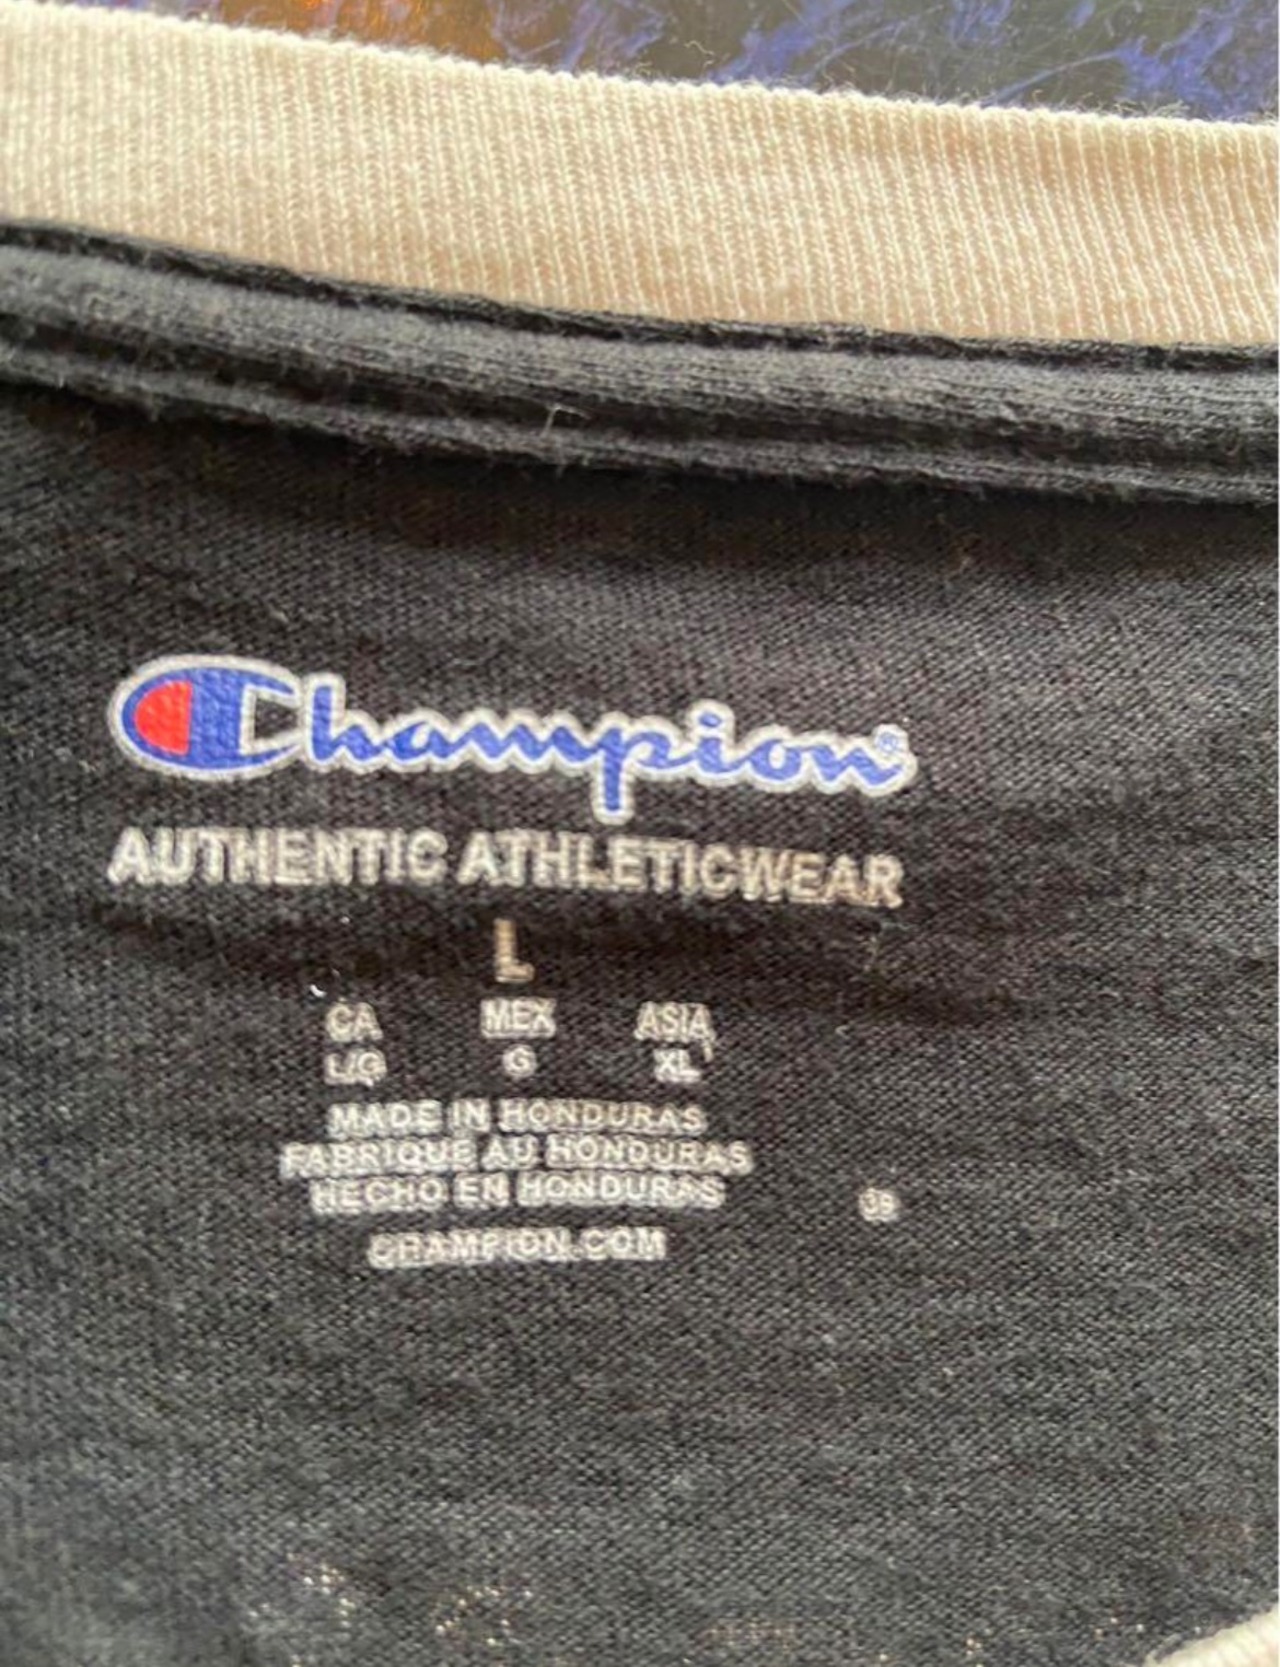 Champion®
AUTHENTIC ATHLETICWEAR
L
CA MEX ASIA
L/G G XL
MADE IN HONDURAS
FABRIQUE AU HONDURAS
HECHO EN HONDURAS
CHAMPION.COM